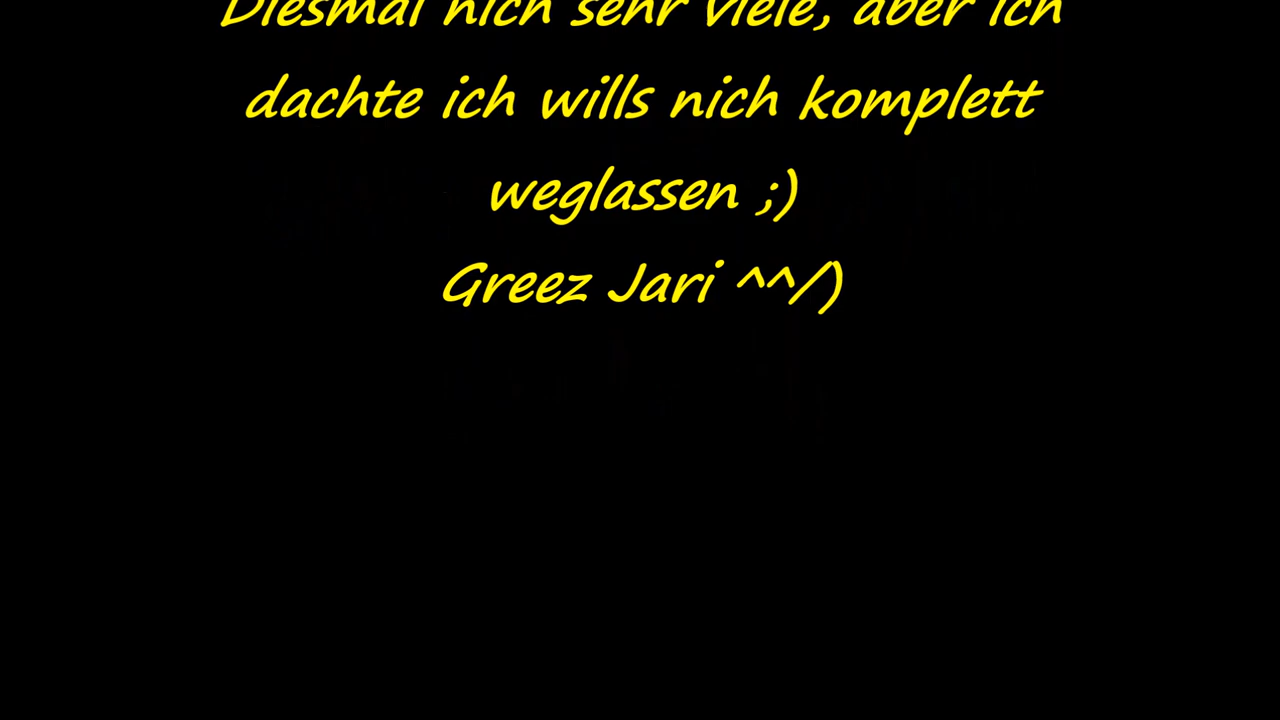 Diesmal nich sehr viele, aber ich
dachte ich wills nich komplett
weglassen ;)
Greez Jari ^^/)